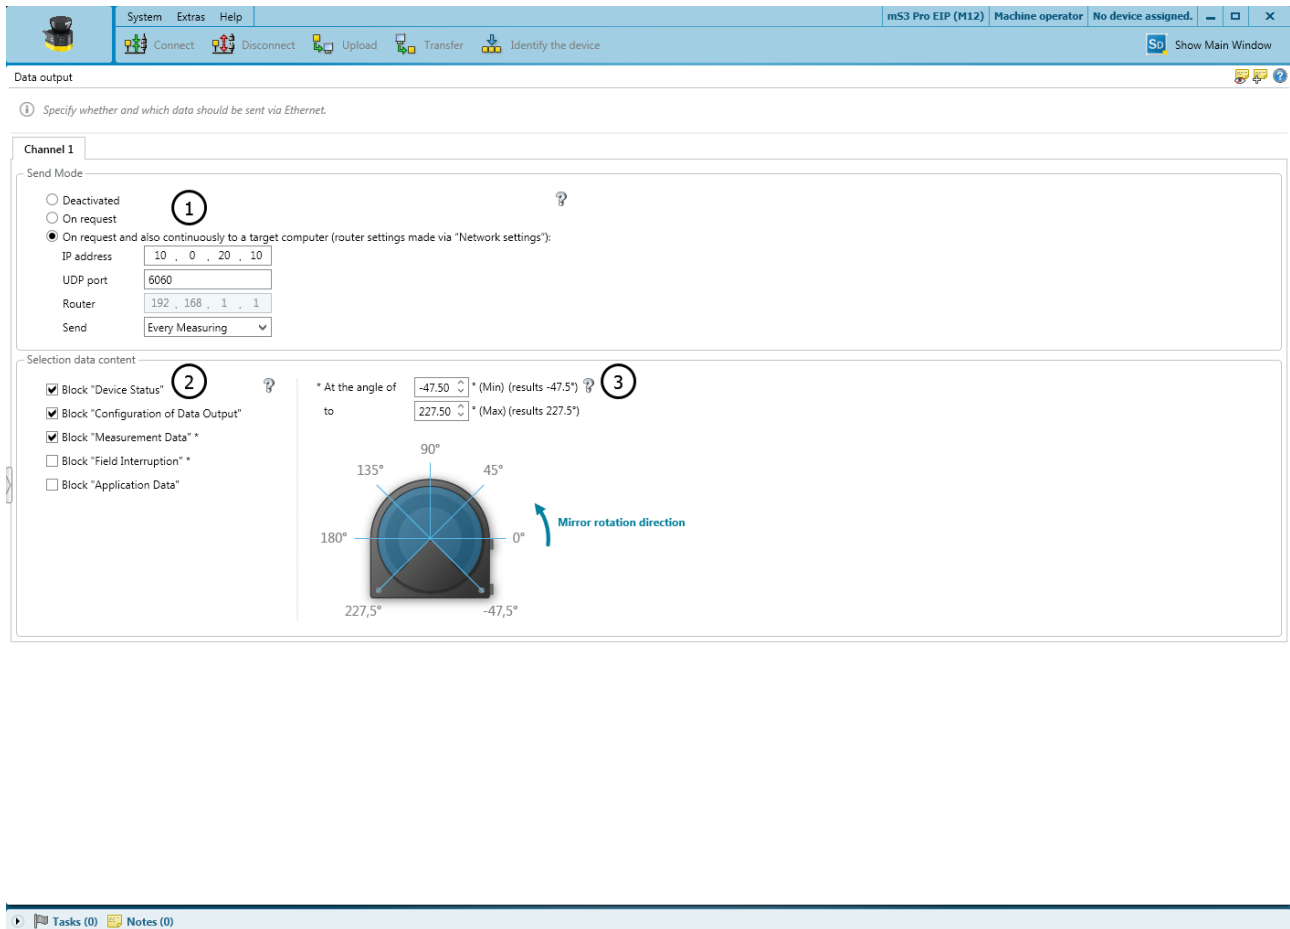 System Extras Help mS3 Pro EIP (M12) Machine operator No device assigned.
Connect Disconnect Upload Transfer Identify the device SD Show Main Window
Data output
Specify whether and which data should be sent via Ethernet.
Channel 1
Send Mode
Deactivated
1
On request
On request and also continuously to a target computer (router settings made via "Network settings"):
IP address 10 . 0 . 20 . 10
UDP port 6060
Router 192 . 168 . 1 . 1
Send Every Measuring
Selection data content
Block "Device Status" 2
Block "Configuration of Data Output"
Block "Measurement Data" *
Block "Field Interruption" *
Block "Application Data"
* At the angle of -47.50 ° (Min) (results -47.5°) 3
to 227.50 ° (Max) (results 227.5°)
90°
135° 45°
180° 0°
Mirror rotation direction
227,5° -47,5°
Tasks (0) Notes (0)